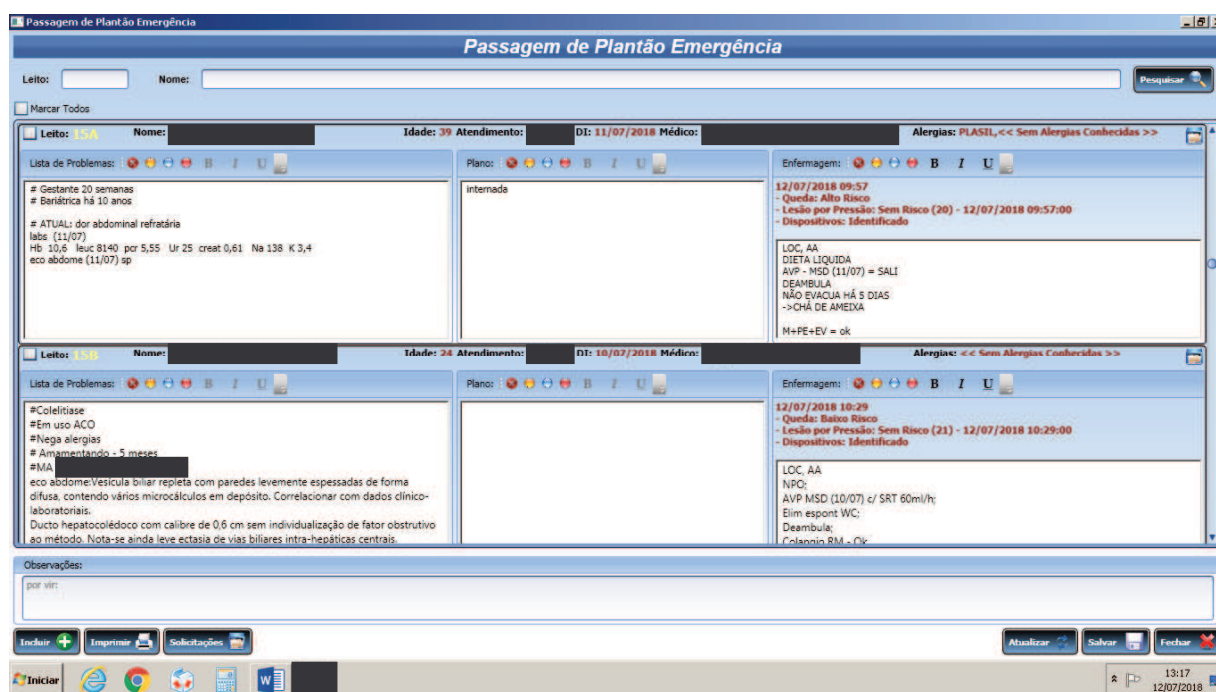 Passagem de Plantão Emergência
Passagem de Plantão Emergência
Leito: Nome: Pesquisar
Marcar Todos
Leito: 15A Nome: Idade: 39 Atendimento: DI: 11/07/2018 Médico: Alergias: PLASIL,<< Sem Alergias Conhecidas >>
Lista de Problemas: B I U Plano: B I U Enfermagem: B I U
# Gestante 20 semanas
# Bariátrica há 10 anos
# ATUAL: dor abdominal refratária
labs (11/07)
Hb 10,6 leuc 8140 pcr 5,55 Ur 25 creat 0,61 Na 138 K 3,4
eco abdome (11/07) sp
internada
12/07/2018 09:57
- Queda: Alto Risco
- Lesão por Pressão: Sem Risco (20) - 12/07/2018 09:57:00
- Dispositivos: Identificado
LOC, AA
DIETA LIQUIDA
AVP - MSD (11/07) = SALI
DEAMBULA
NÃO EVACUA HÁ 5 DIAS
->CHÁ DE AMEIXA
M+PE+EV = ok
Leito: 15B Nome: Idade: 24 Atendimento: DI: 10/07/2018 Médico: Alergias: << Sem Alergias Conhecidas >>
Lista de Problemas: B I U Plano: B I U Enfermagem: B I U
#Colelitiase
#Em uso ACO
#Nega alergias
# Amamentando - 5 meses
#MA
eco abdome:Vesícula biliar repleta com paredes levemente espessadas de forma
difusa, contendo vários microcálculos em depósito. Correlacionar com dados clínico-
laboratoriais.
Ducto hepatocolédoco com calibre de 0,6 cm sem individualização de fator obstrutivo
ao método. Nota-se ainda leve ectasia de vias biliares intra-hepáticas centrais.
12/07/2018 10:29
- Queda: Baixo Risco
- Lesão por Pressão: Sem Risco (21) - 12/07/2018 10:29:00
- Dispositivos: Identificado
LOC, AA
NPO;
AVP MSD (10/07) c/ SRT 60ml/h;
Elim espont WC;
Deambula;
Colangio RM - Ok
Observações:
por vir:
Incluir Imprimir Solicitações Atualizar Salvar Fechar
Iniciar 13:17
12/07/2018